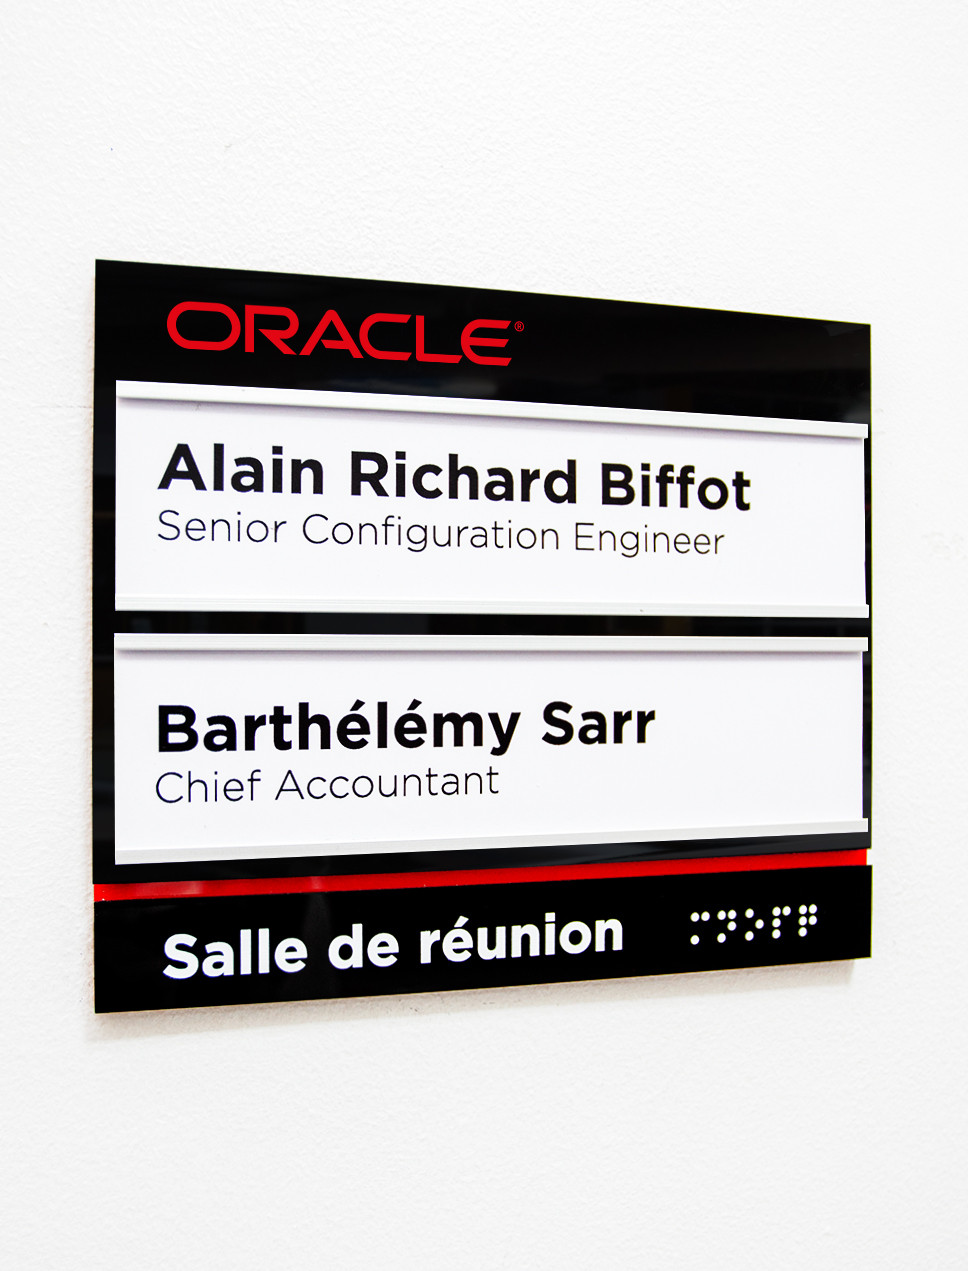 ORACLE®
Alain Richard Biffot
Senior Configuration Engineer
Barthélémy Sarr
Chief Accountant
Salle de réunion